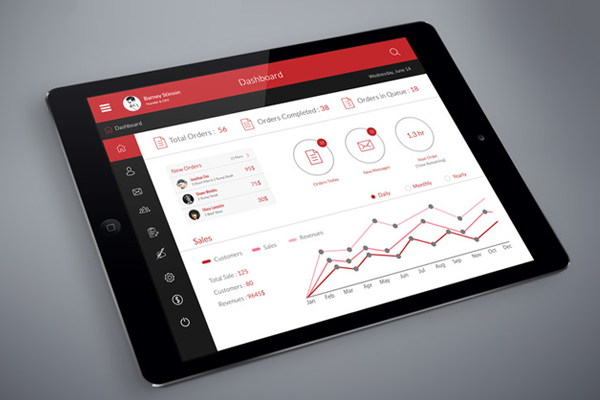 Barney Stinson
Founder & CEO
Dashboard
Dashboard
Wednesday, June 14
Total Orders : 56
Orders Completed : 38
Orders in Queue : 18
New Orders
95$
75$
30$
Orders Today
New Messages
1.3 hr
Next Order
(Time Remaining)
Daily
Monthly
Yearly
Sales
Customers
Sales
Revenues
Total Sale : 125
Customers : 80
Revenues : 9645$
Jan
Feb
Mar
Apr
May
Jun
Jul
Aug
Sep
Nov
Oct
Dec